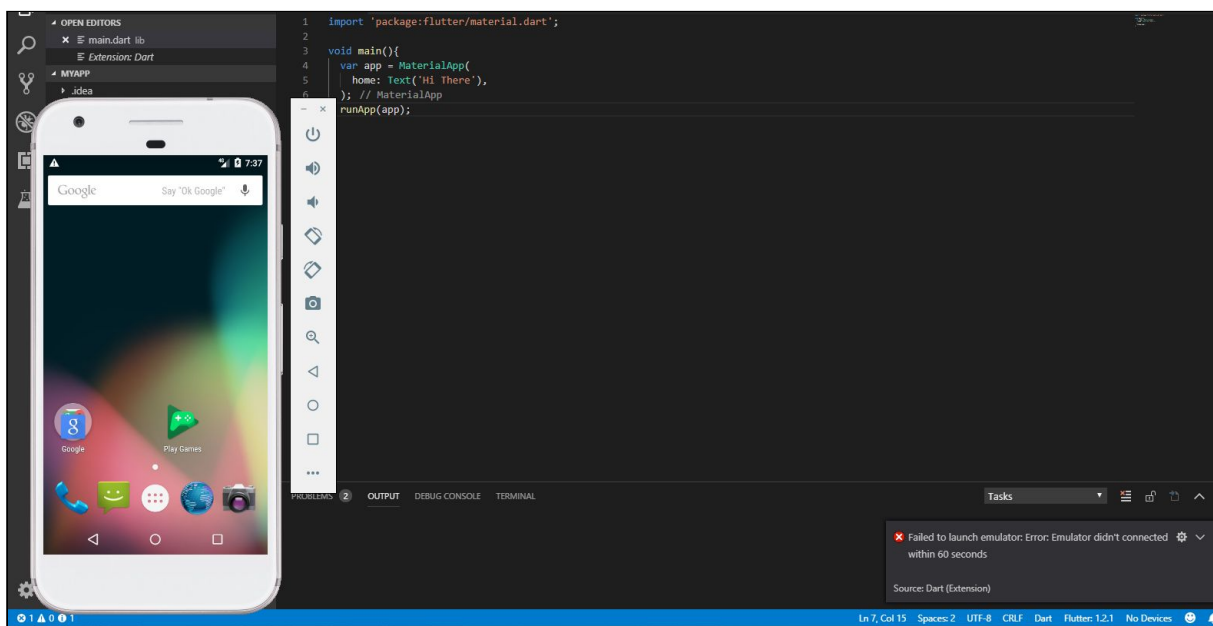 OPEN EDITORS
main.dart lib
Extension: Dart
MYAPP
.idea
1 import 'package:flutter/material.dart';
2
3 void main(){
4 var app = MaterialApp(
5 home: Text('Hi There'),
6 ); // MaterialApp
runApp(app);
4G 7:37
Google Say "Ok Google"
Google Play Games
PROBLEMS 2 OUTPUT DEBUG CONSOLE TERMINAL Tasks
Failed to launch emulator: Error: Emulator didn't connected
within 60 seconds
Source: Dart (Extension)
1 0 1 Ln 7, Col 15 Spaces: 2 UTF-8 CRLF Dart Flutter: 1.2.1 No Devices